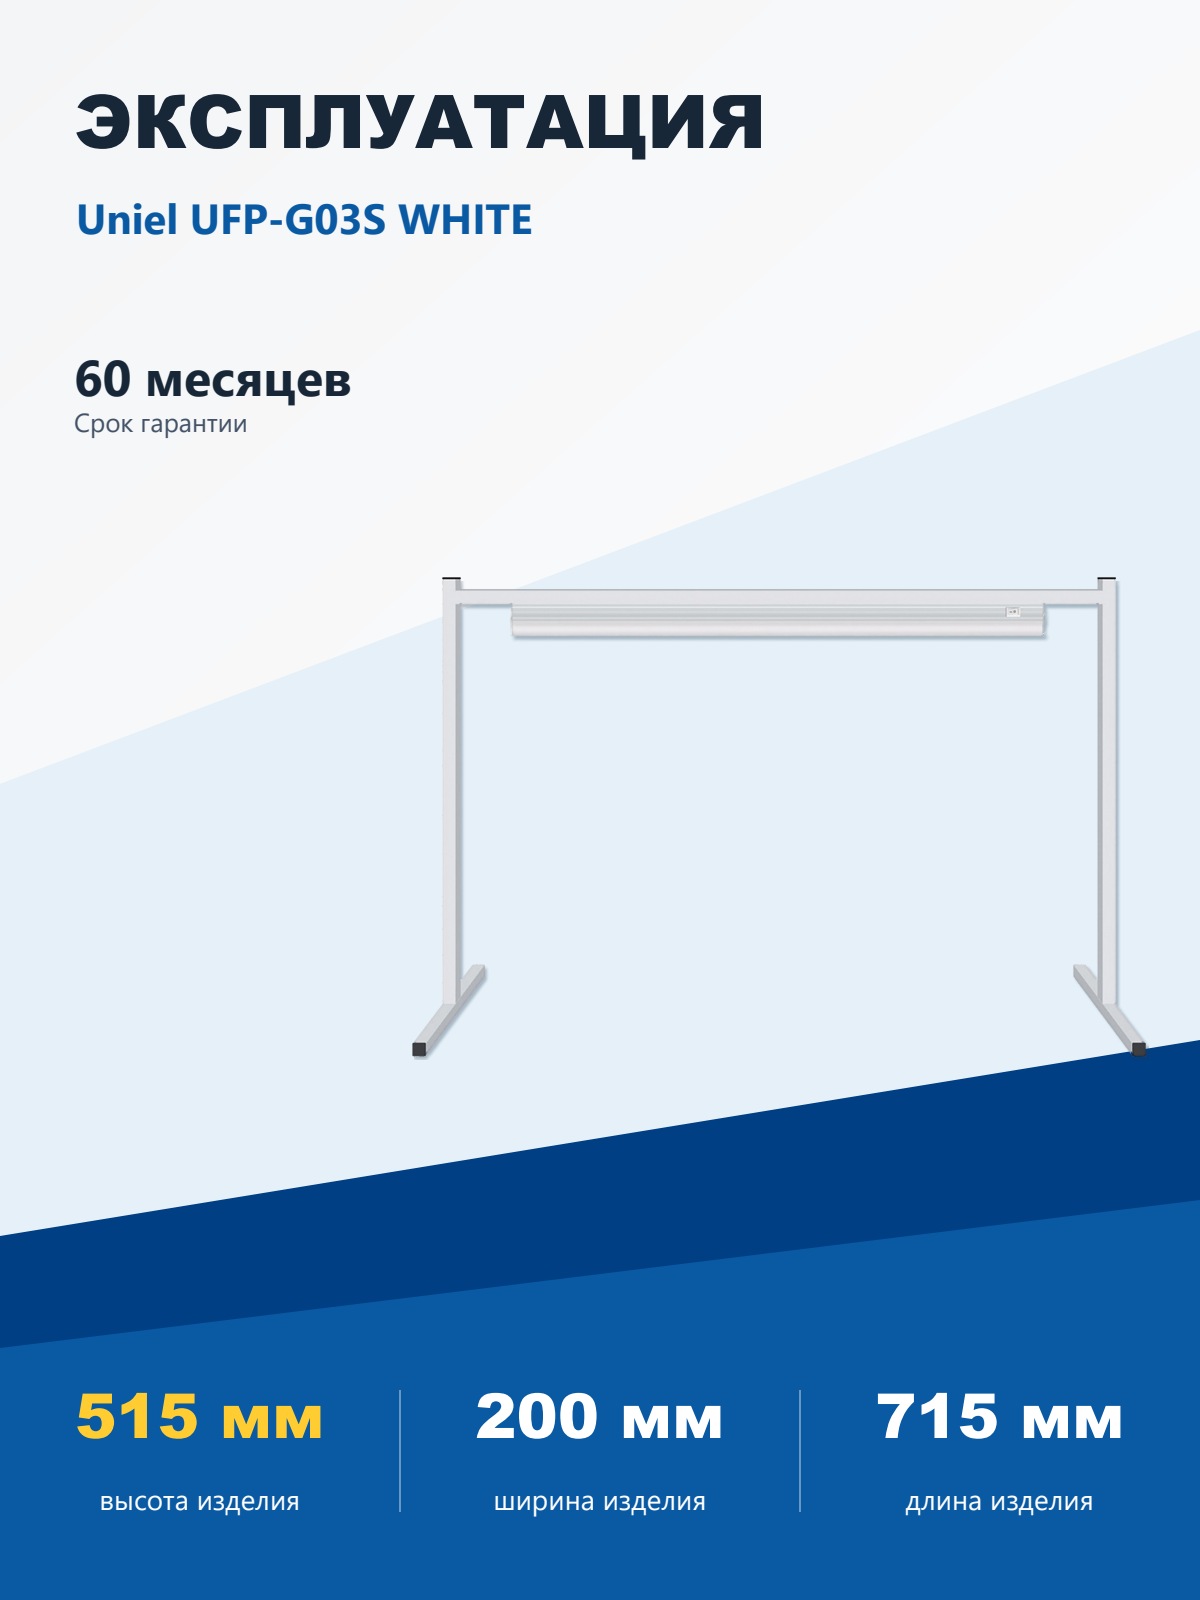 ЭКСПЛУАТАЦИЯ
Uniel UFP-G03S WHITE
60 месяцев
Срок гарантии
515 мм
высота изделия
200 мм
ширина изделия
715 мм
длина изделия